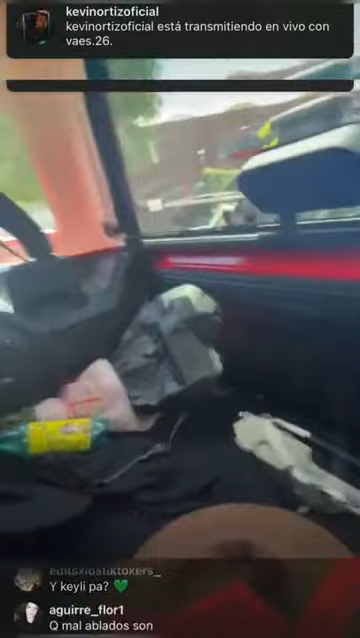 kevinortizoficial
kevinortizoficial está transmitiendo en vivo con
vaes.26.
Y keyli pa? 💚
aguirre_flor1
Q mal ablados son